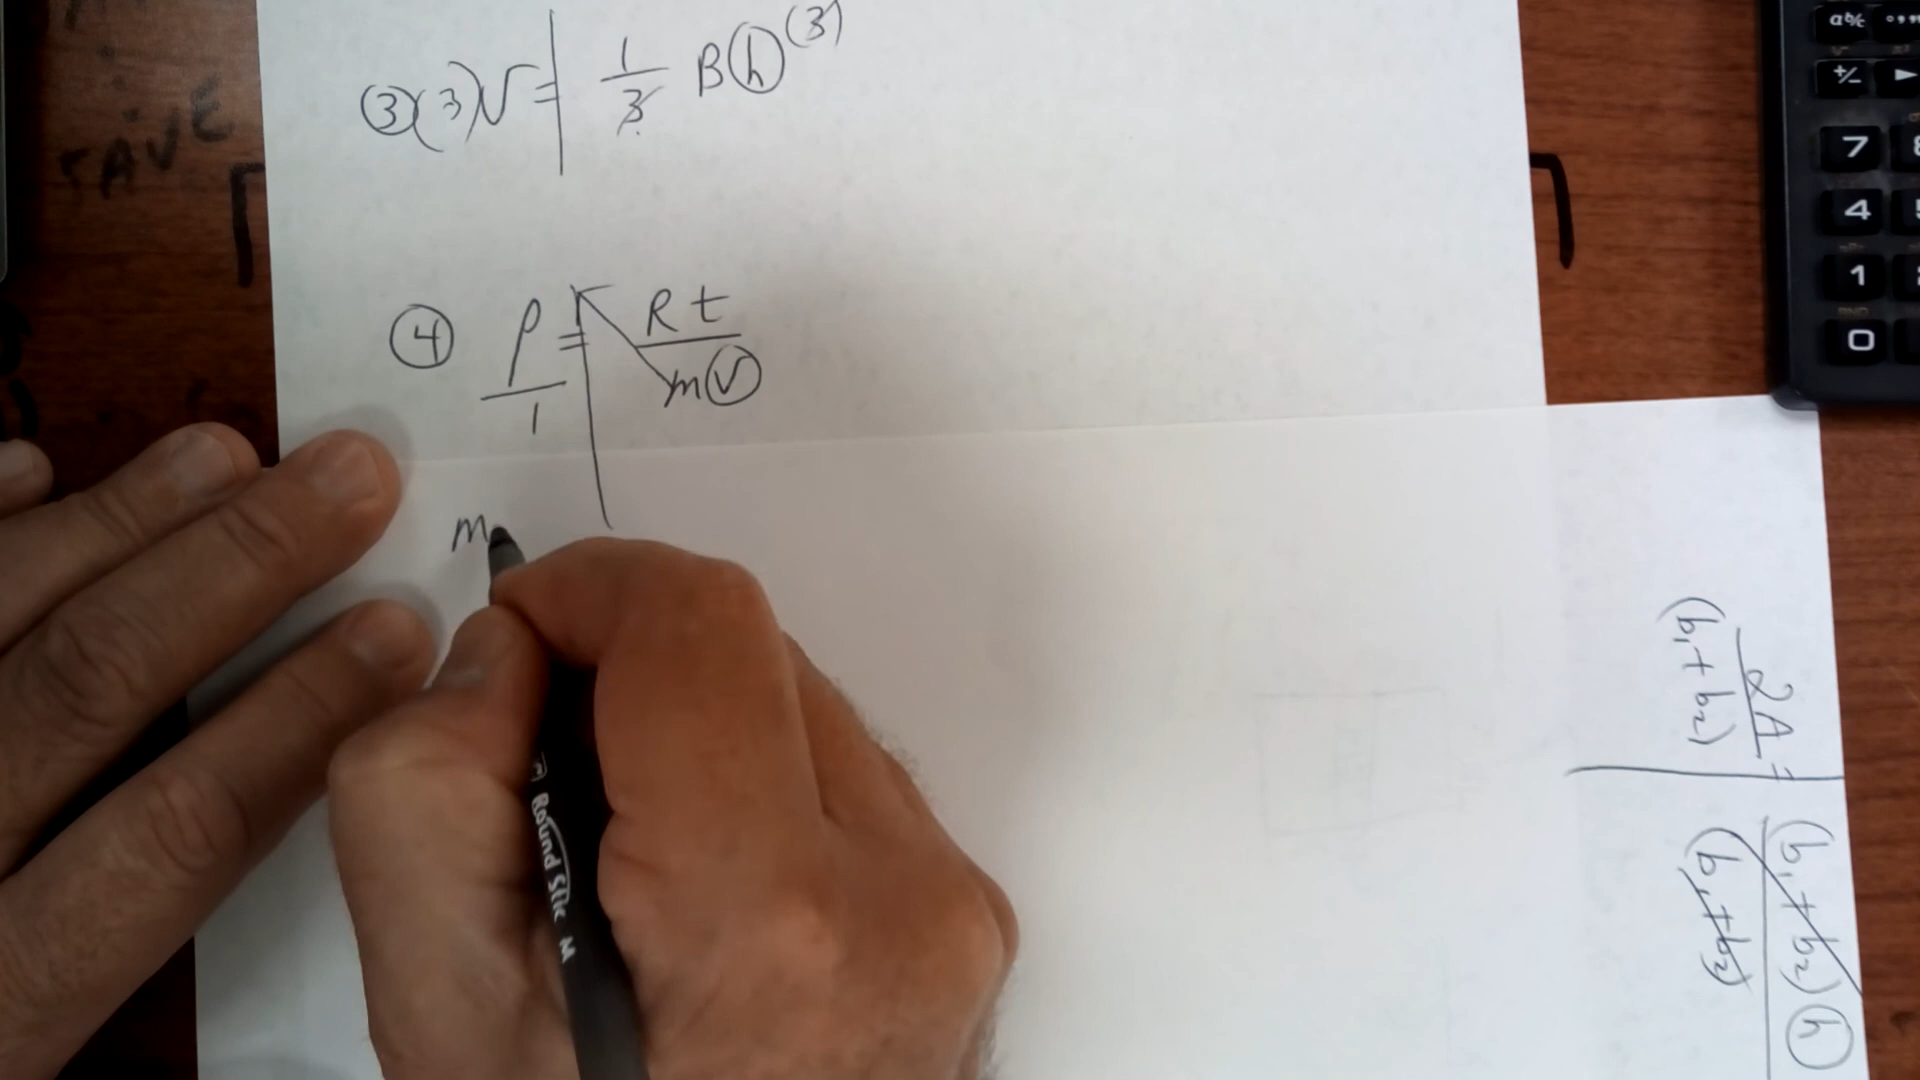 ③(3)V = 1/3 B(h)(3)
④ P/1 = Rt/m(V)
m
2A/(b₁+b₂) = (b₁+b₂)(h)/(b₁+b₂)
SAVE
Round Stic M
ab/c
+/-
7
4
1
0